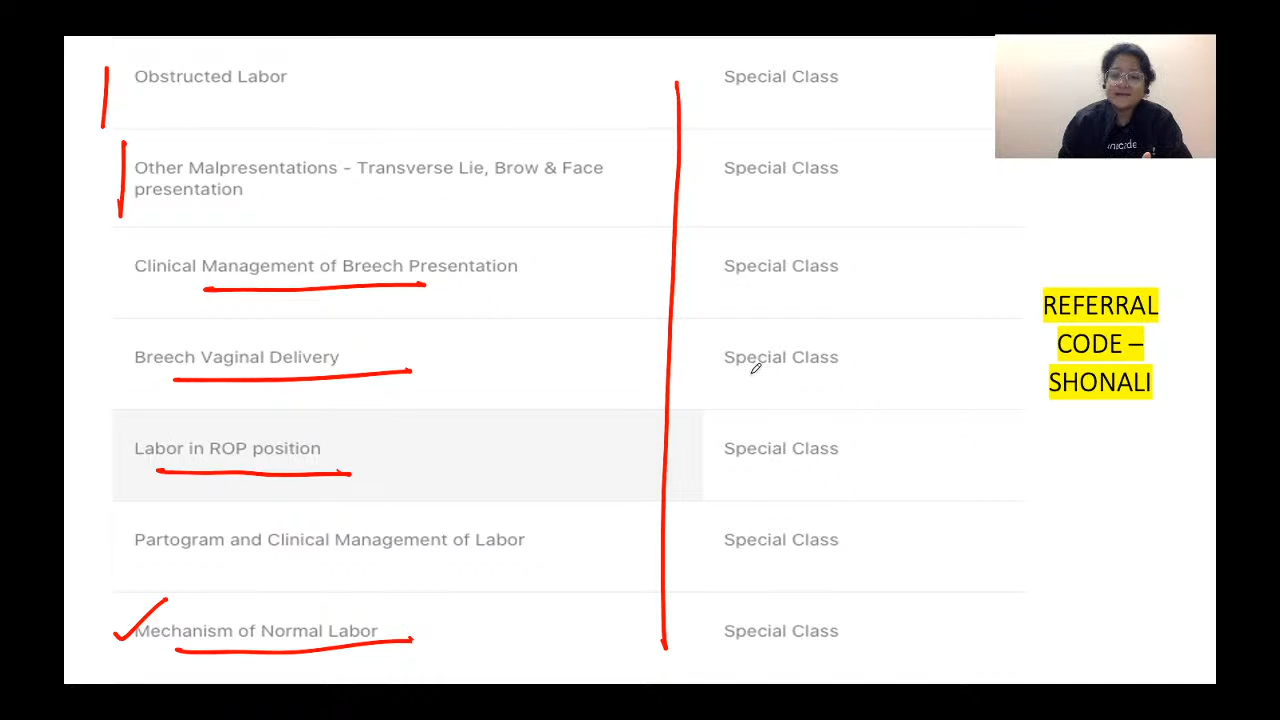 Obstructed Labor
Special Class
Other Malpresentations - Transverse Lie, Brow & Face
presentation
Special Class
Clinical Management of Breech Presentation
Special Class
Breech Vaginal Delivery
Special Class
Labor in ROP position
Special Class
Partogram and Clinical Management of Labor
Special Class
Mechanism of Normal Labor
Special Class
REFERRAL
CODE –
SHONALI